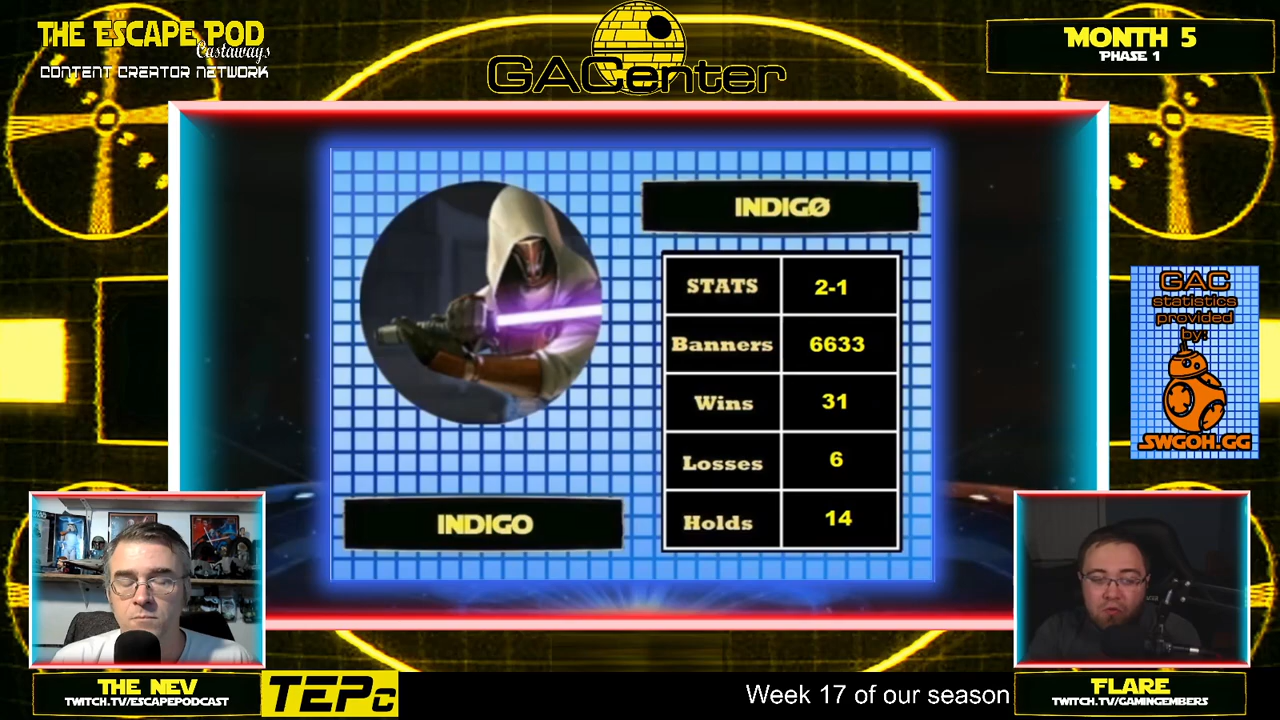 THE ESCAPE POD
Castaways
CONTENT CREATOR NETWORK
GACenter
MONTH 5
PHASE 1
INDIGØ
STATS 2-1
Banners 6633
Wins 31
Losses 6
Holds 14
INDIGO
GAC
statistics
provided
by:
SWGOH.GG
THE NEV
TWITCH.TV/ESCAPEPODCAST
TEPc
Week 17 of our season
FLARE
TWITCH.TV/GAMINGEMBERS